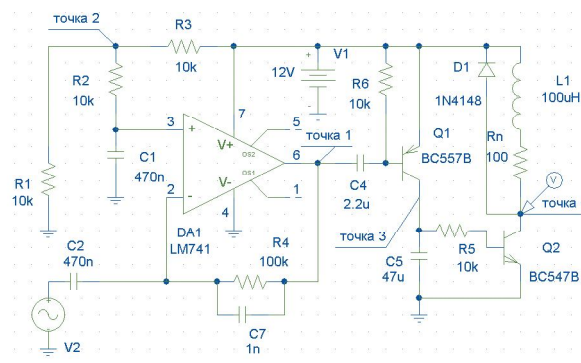 точка 2
R3
10k
R2
10k
V1
12V
+
-
R6
10k
D1
1N4148
L1
100uH
Rn
100
3
+
7
5
V+
OS2
точка 1
6
Q1
BC557B
C1
470n
V-
OS1
1
2
-
4
C4
2.2u
V
точка
R1
10k
DA1
LM741
точка 3
C2
470n
R4
100k
C5
47u
R5
10k
Q2
BC547B
C7
1n
V2